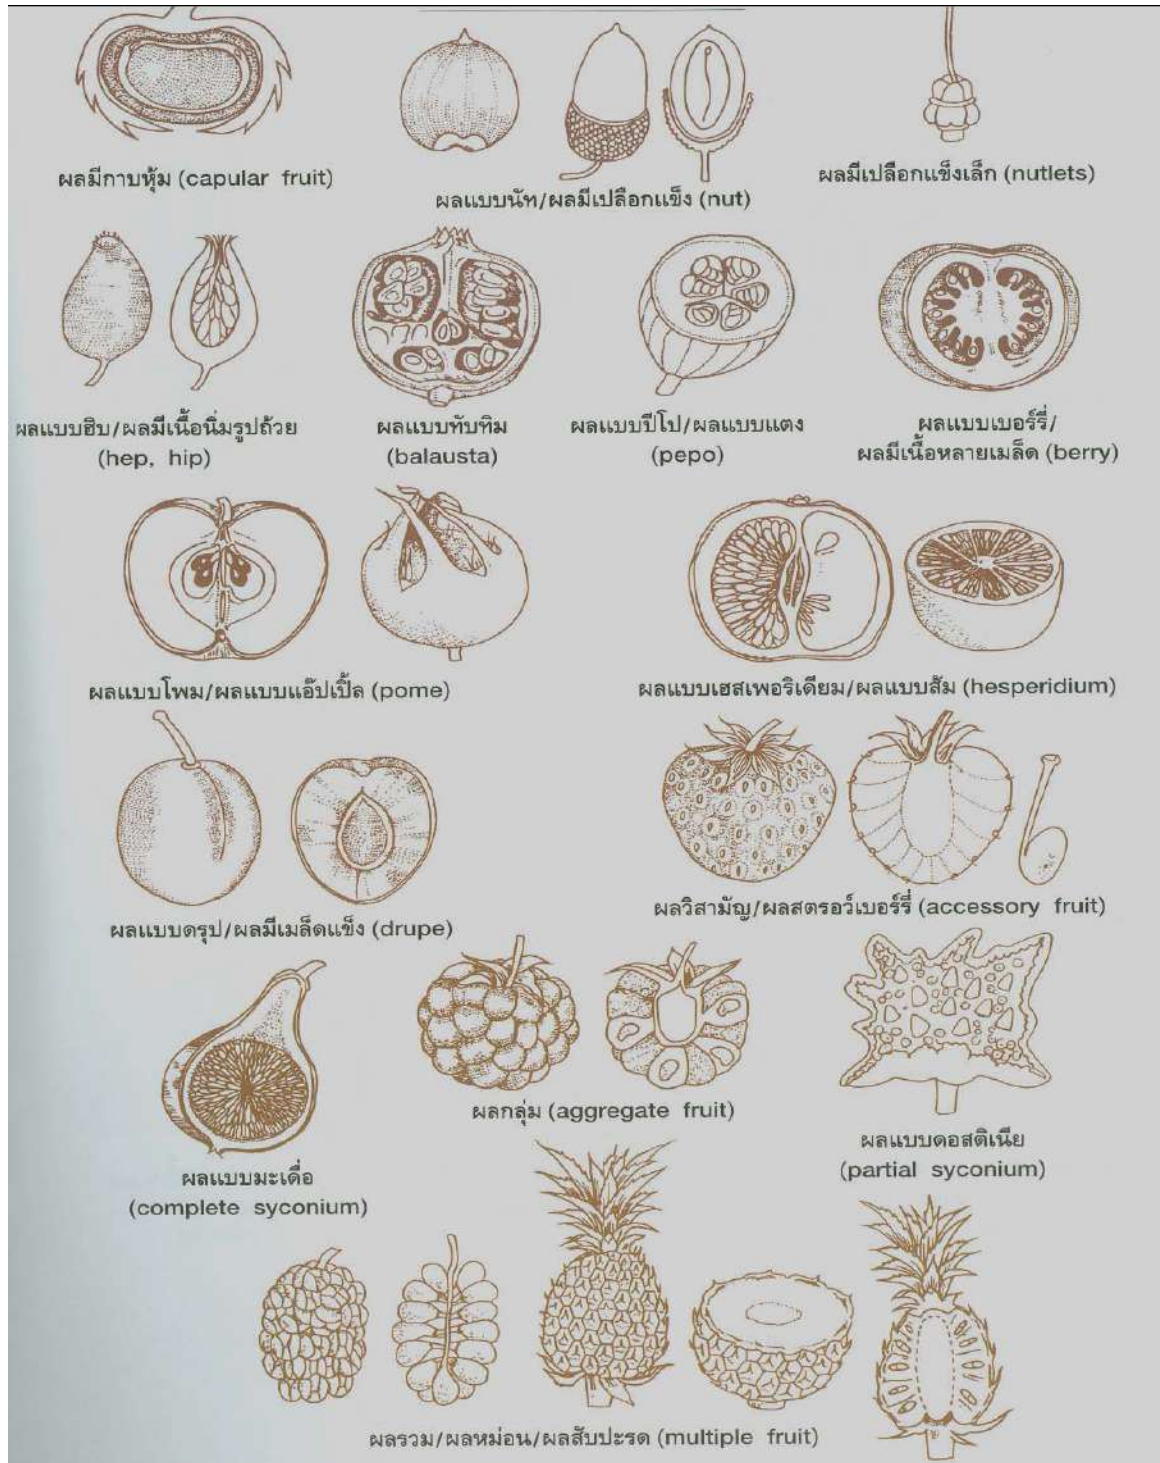 ผลมีกาบหุ้ม (capular fruit)
ผลแบบนัท/ผลมีเปลือกแข็ง (nut)
ผลมีเปลือกแข็งเล็ก (nutlets)
ผลแบบฮิบ/ผลมีเนื้อนิ่มรูปถ้วย
(hep, hip)
ผลแบบทับทิม
(balausta)
ผลแบบปีโป/ผลแบบแตง
(pepo)
ผลแบบเบอร์รี่/
ผลมีเนื้อหลายเมล็ด (berry)
ผลแบบโพม/ผลแบบแอ๊ปเปิ้ล (pome)
ผลแบบเฮสเพอริเดียม/ผลแบบส้ม (hesperidium)
ผลแบบดรุป/ผลมีเมล็ดแข็ง (drupe)
ผลวิสามัญ/ผลสตรอว์เบอร์รี่ (accessory fruit)
ผลกลุ่ม (aggregate fruit)
ผลแบบดอสติเนีย
(partial syconium)
ผลแบบมะเดื่อ
(complete syconium)
ผลรวม/ผลหม่อน/ผลสับปะรด (multiple fruit)